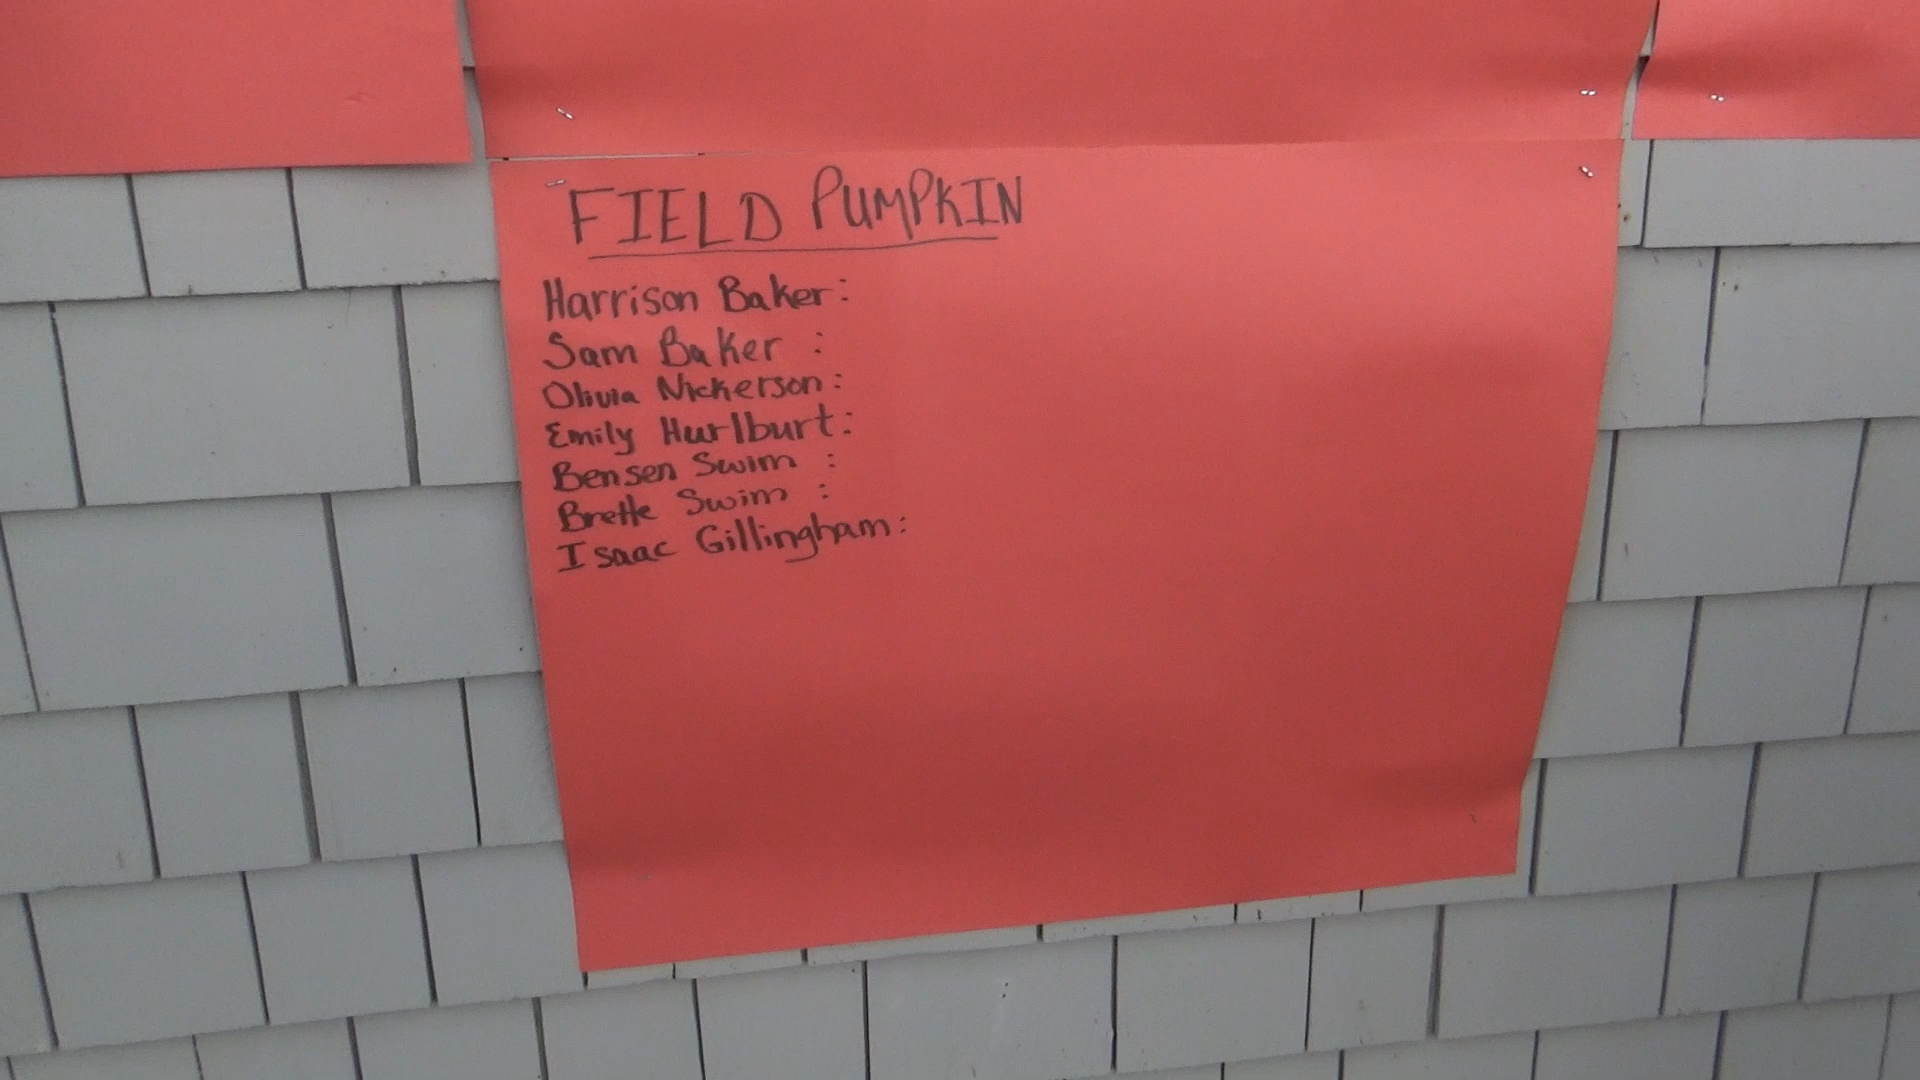 FIELD PUMPKIN
Harrison Baker:
Sam Baker :
Olivia Nickerson:
Emily Hurlburt:
Bensen Swim :
Brette Swim :
Isaac Gillingham: